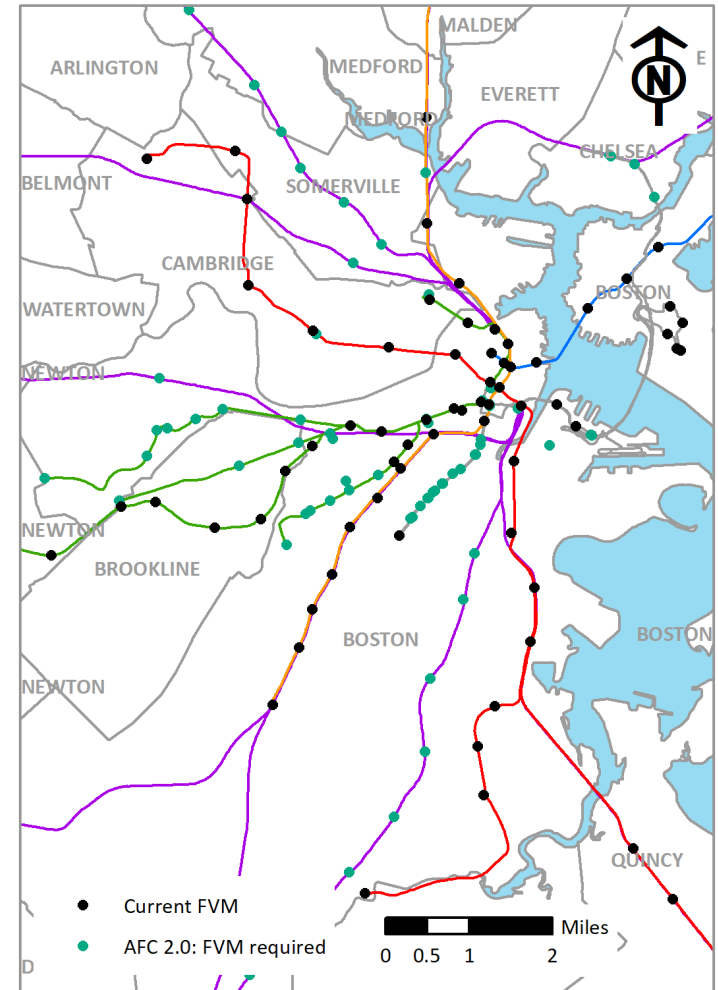 MALDEN
ARLINGTON
MEDFORD
E
EVERETT
MEDFORD
N
CHELSEA
BELMONT
SOMERVILLE
CAMBRIDGE
BOSTON
WATERTOWN
NEWTON
NEWTON
BROOKLINE
BOSTON
BOSTON
NEWTON
QUINCY
Current FVM
Miles
AFC 2.0: FVM required
0 0.5 1 2
D